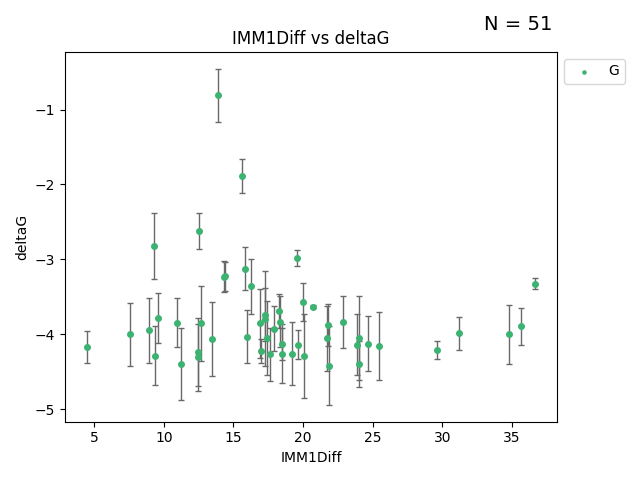 N = 51
IMM1Diff vs deltaG
G
deltaG
-1
-2
-3
-4
-5
5 10 15 20 25 30 35
IMM1Diff